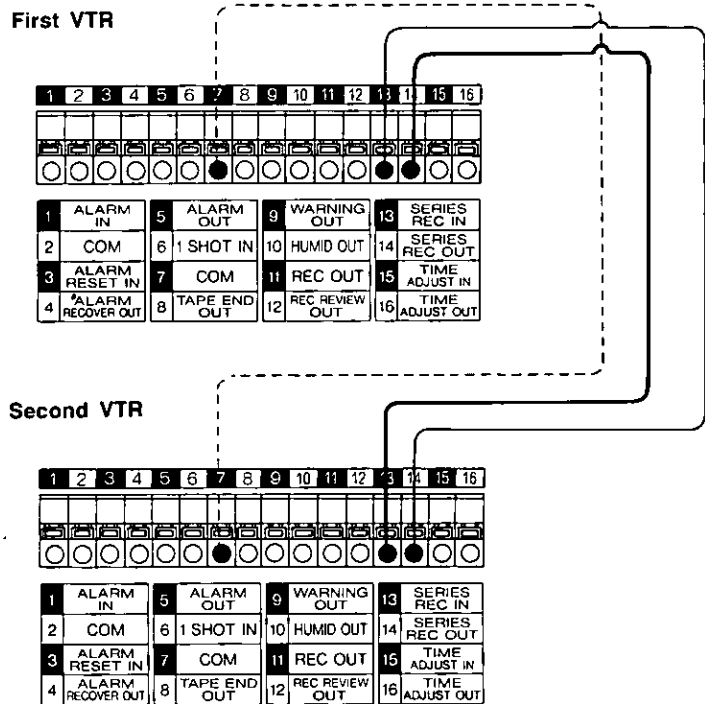 First VTR
1 2 3 4 5 6 7 8 9 10 11 12 13 14 15 16
1 ALARM IN 5 ALARM OUT 9 WARNING OUT 13 SERIES REC IN
2 COM 6 1 SHOT IN 10 HUMID OUT 14 SERIES REC OUT
3 ALARM RESET IN 7 COM 11 REC OUT 15 TIME ADJUST IN
4 ALARM RECOVER OUT 8 TAPE END OUT 12 REC REVIEW OUT 16 TIME ADJUST OUT
Second VTR
1 2 3 4 5 6 7 8 9 10 11 12 13 14 15 16
1 ALARM IN 5 ALARM OUT 9 WARNING OUT 13 SERIES REC IN
2 COM 6 1 SHOT IN 10 HUMID OUT 14 SERIES REC OUT
3 ALARM RESET IN 7 COM 11 REC OUT 15 TIME ADJUST IN
4 ALARM RECOVER OUT 8 TAPE END OUT 12 REC REVIEW OUT 16 TIME ADJUST OUT